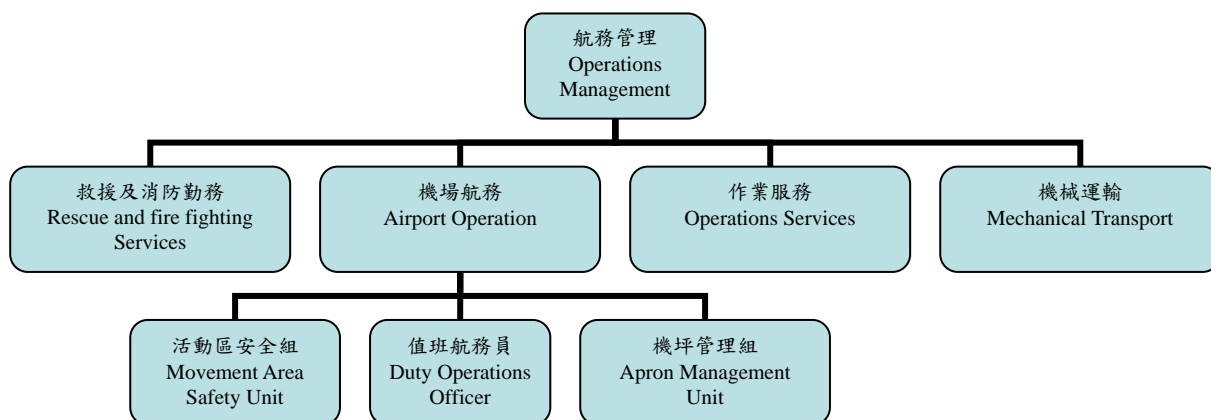 航務管理
Operations
Management
救援及消防勤務
Rescue and fire fighting
Services
機場航務
Airport Operation
作業服務
Operations Services
機械運輸
Mechanical Transport
活動區安全組
Movement Area
Safety Unit
值班航務員
Duty Operations
Officer
機坪管理組
Apron Management
Unit